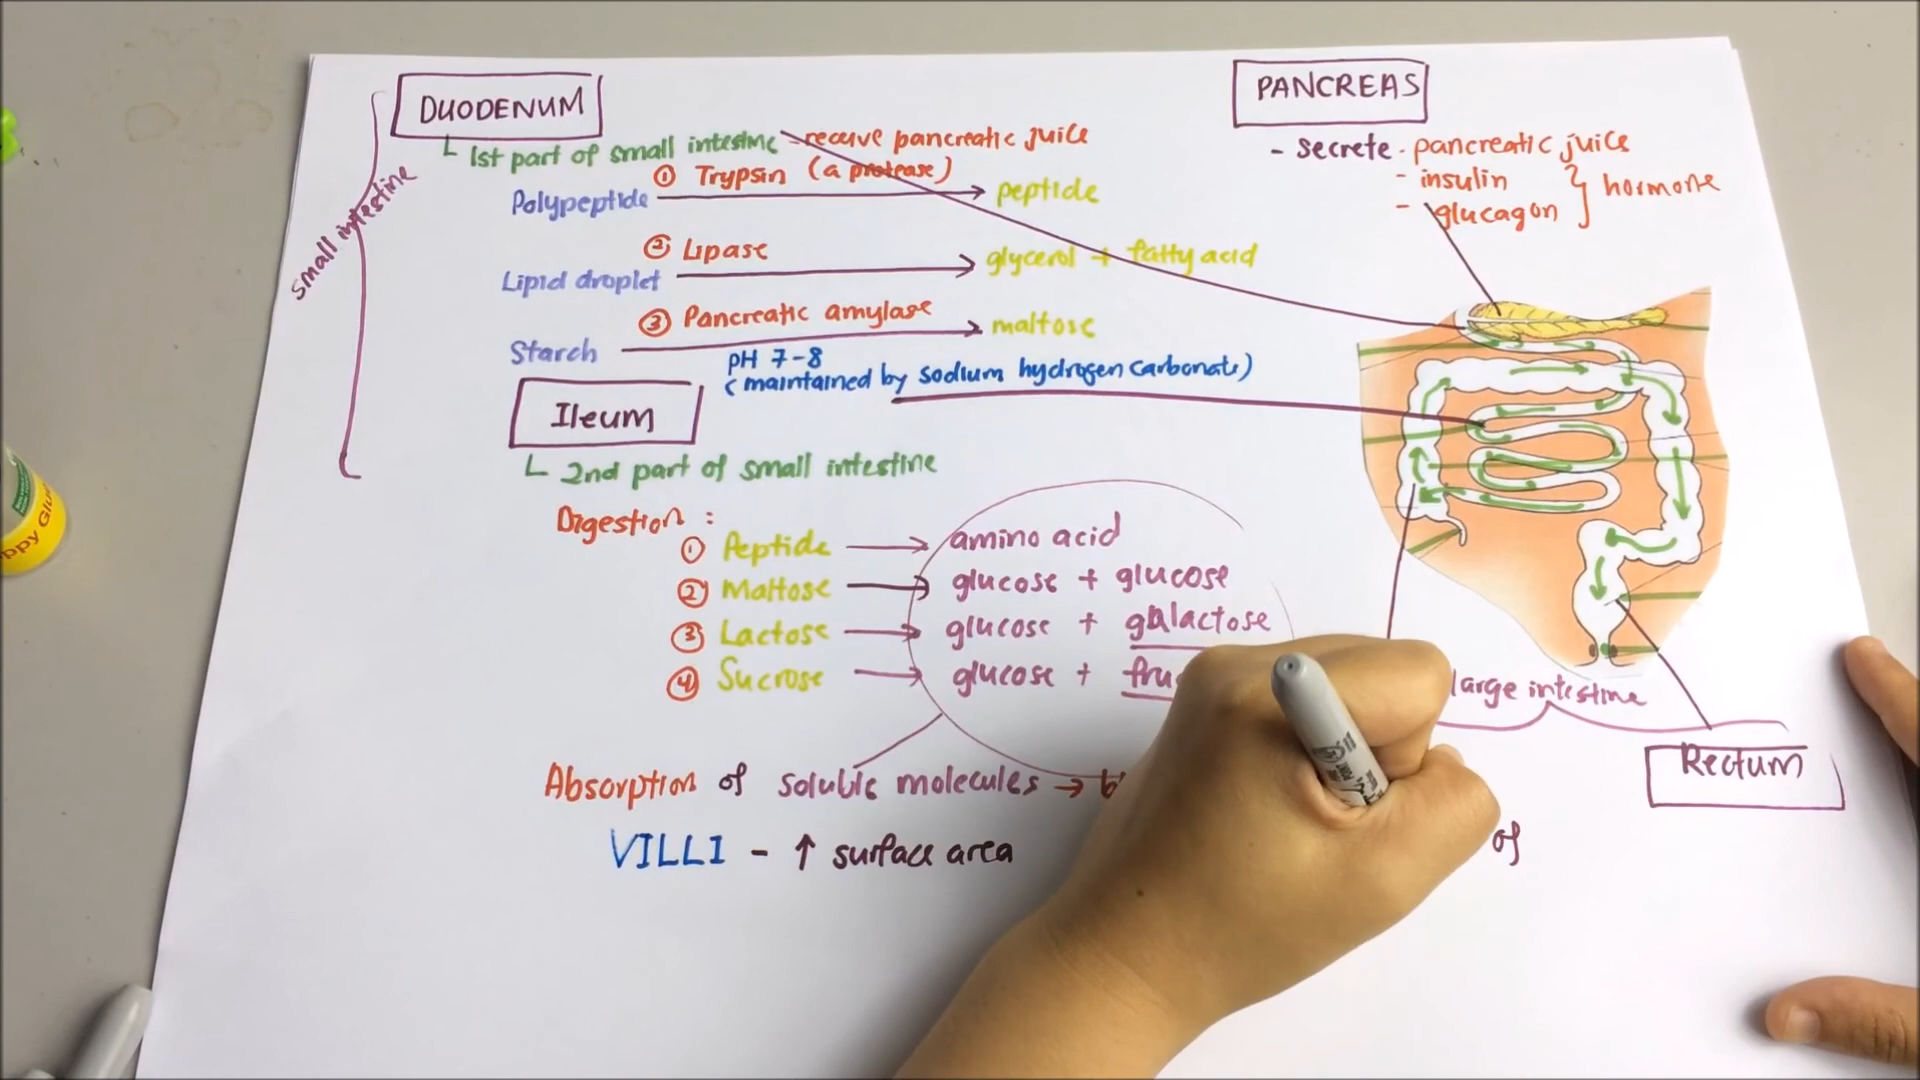 DUODENUM
└ 1st part of small intestine - receive pancreatic juice
① Trypsin (a protease)
Polypeptide → peptide
② Lipase
Lipid droplet → glycerol + fatty acid
③ Pancreatic amylase
Starch → maltose
PH 7-8
(maintained by sodium hydrogen carbonate)
small intestine
Ileum
└ 2nd part of small intestine
Digestion :
① Peptide → amino acid
② Maltose → glucose + glucose
③ Lactose → glucose + galactose
④ Sucrose → glucose +
Absorption of soluble molecules →
VILLI - ↑ surface area
of
PANCREAS
- secrete · pancreatic juice
- insulin } hormone
- glucagon
large intestine
Rectum